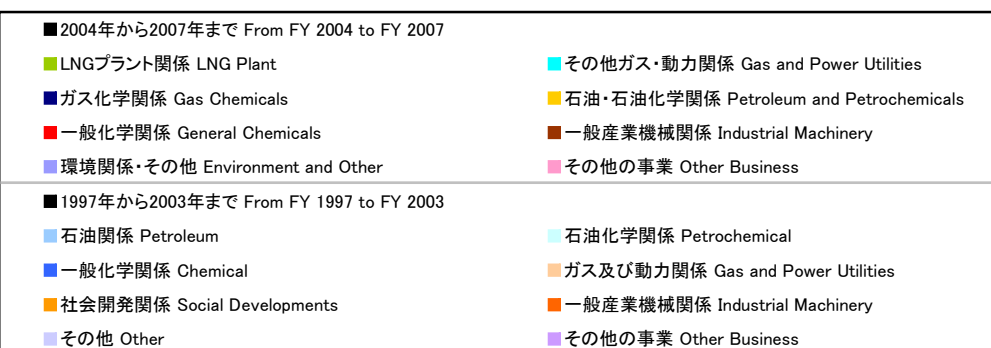 ■2004年から2007年まで From FY 2004 to FY 2007
■LNGプラント関係 LNG Plant
■その他ガス・動力関係 Gas and Power Utilities
■ガス化学関係 Gas Chemicals
■石油・石油化学関係 Petroleum and Petrochemicals
■一般化学関係 General Chemicals
■一般産業機械関係 Industrial Machinery
■環境関係・その他 Environment and Other
■その他の事業 Other Business
■1997年から2003年まで From FY 1997 to FY 2003
■石油関係 Petroleum
■石油化学関係 Petrochemical
■一般化学関係 Chemical
■ガス及び動力関係 Gas and Power Utilities
■社会開発関係 Social Developments
■一般産業機械関係 Industrial Machinery
■その他 Other
■その他の事業 Other Business